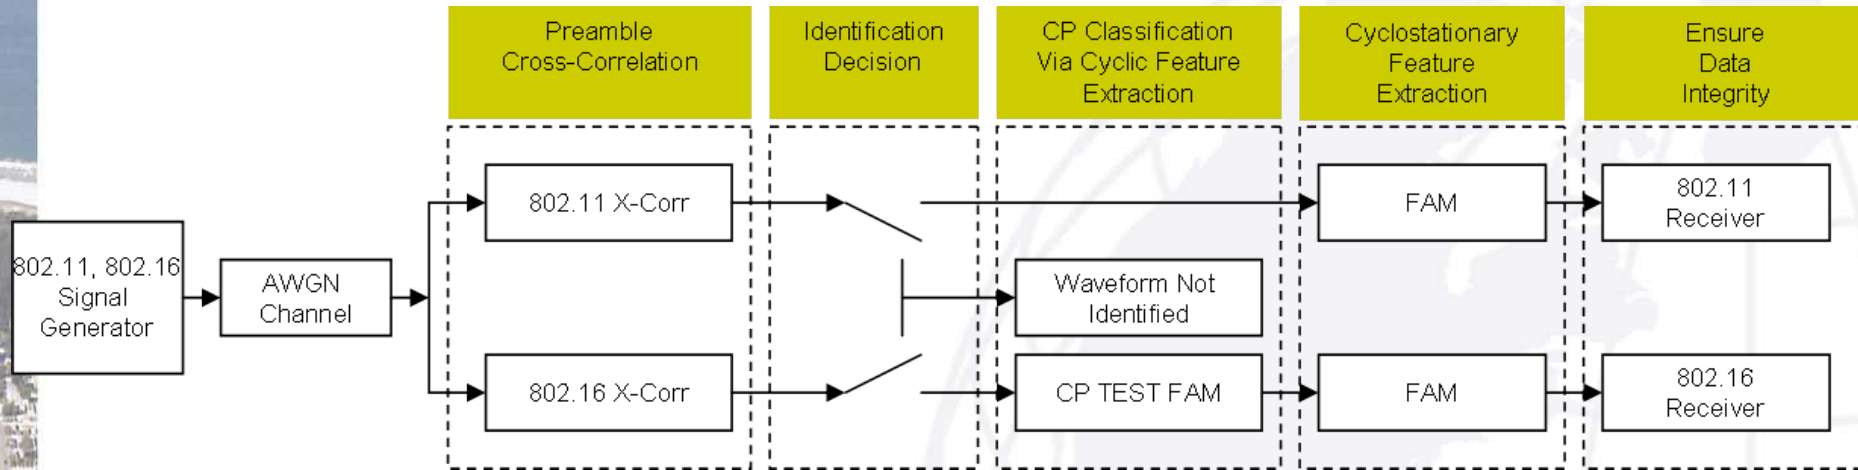 Preamble
Cross-Correlation
Identification
Decision
CP Classification
Via Cyclic Feature
Extraction
Cyclostationary
Feature
Extraction
Ensure
Data
Integrity
802.11, 802.16
Signal
Generator
AWGN
Channel
802.11 X-Corr
802.16 X-Corr
Waveform Not
Identified
CP TEST FAM
FAM
FAM
802.11
Receiver
802.16
Receiver